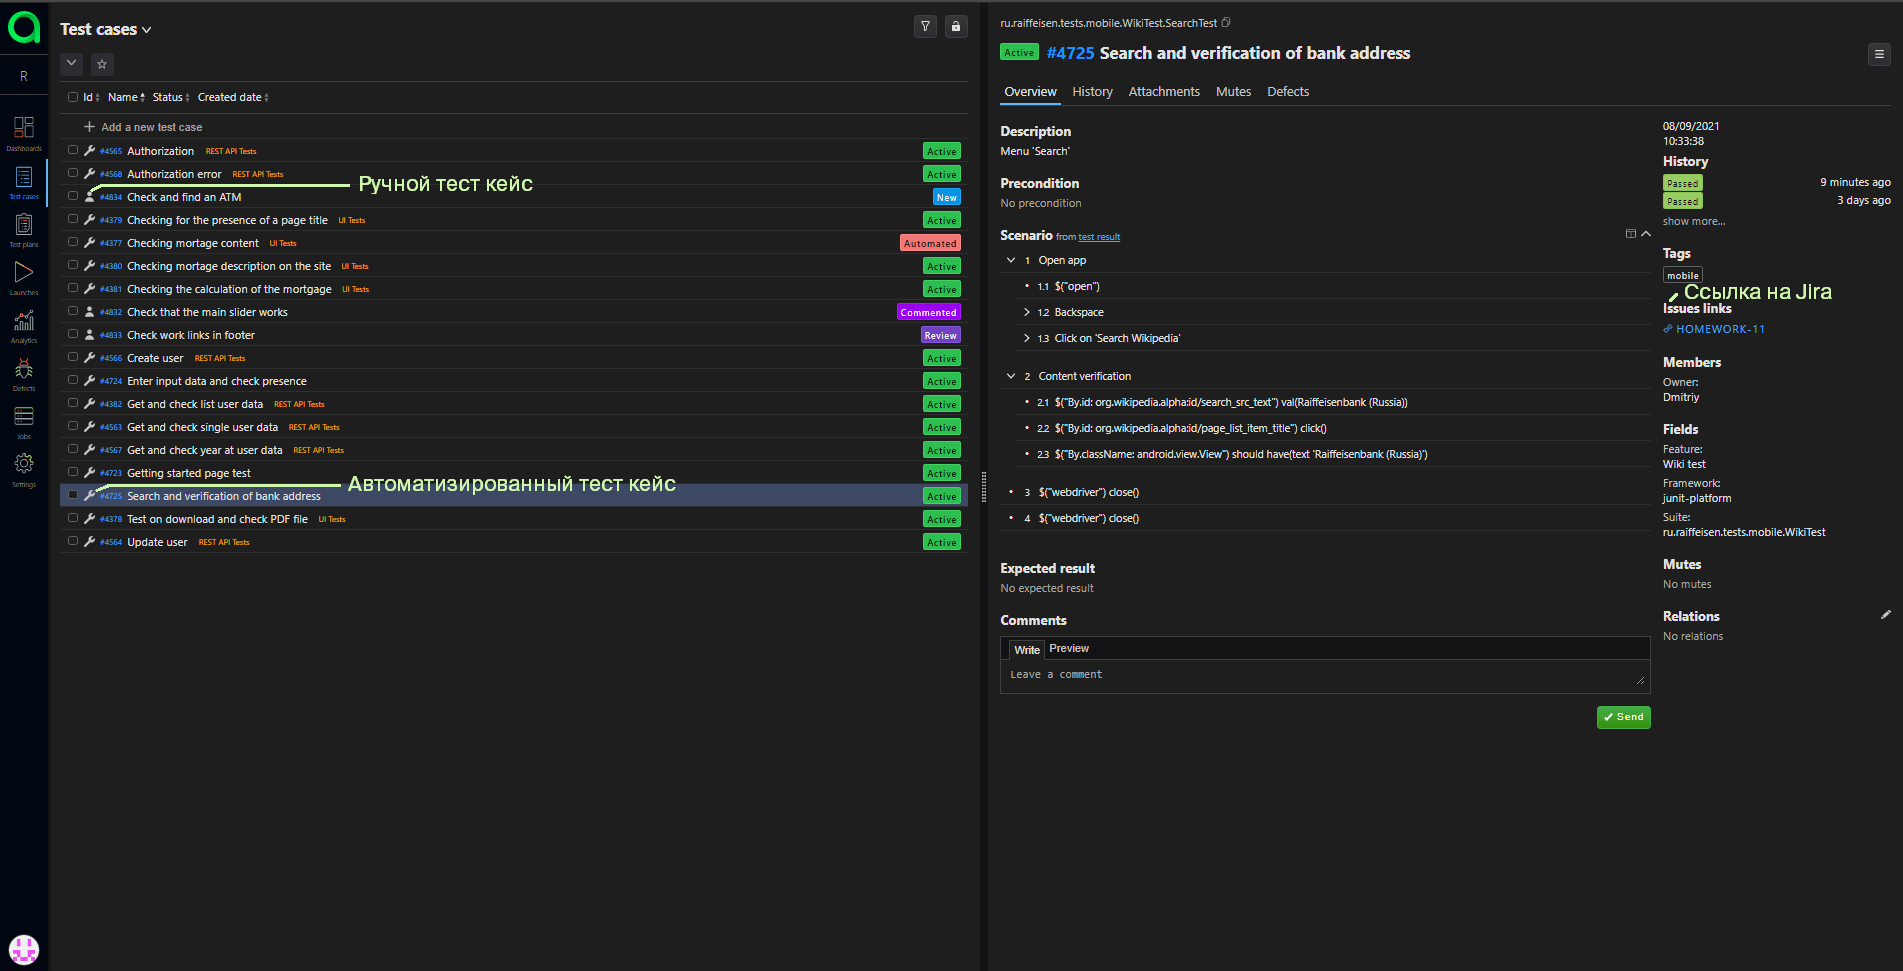 R
Dashboards
Test cases
Test plans
Launches
Analytics
Defects
Jobs
Settings
Test cases
Id Name Status Created date
Add a new test case
#4565 Authorization REST API Tests Active
#4568 Authorization error REST API Tests Active
Ручной тест кейс
#4834 Check and find an ATM New
#4379 Checking for the presence of a page title UI Tests Active
#4377 Checking mortage content UI Tests Automated
#4380 Checking mortage description on the site UI Tests Active
#4381 Checking the calculation of the mortgage UI Tests Active
#4832 Check that the main slider works Commented
#4833 Check work links in footer Review
#4566 Create user REST API Tests Active
#4724 Enter input data and check presence Active
#4382 Get and check list user data REST API Tests Active
#4563 Get and check single user data REST API Tests Active
#4567 Get and check year at user data REST API Tests Active
#4723 Getting started page test Active
Автоматизированный тест кейс
#4725 Search and verification of bank address Active
#4378 Test on download and check PDF file UI Tests Active
#4564 Update user REST API Tests Active
ru.raiffeisen.tests.mobile.WikiTest.SearchTest
Active #4725 Search and verification of bank address
Overview History Attachments Mutes Defects
Description
Menu 'Search'
Precondition
No precondition
Scenario from test result
1 Open app
1.1 $("open")
1.2 Backspace
1.3 Click on 'Search Wikipedia'
2 Content verification
2.1 $("By.id: org.wikipedia.alpha:id/search_src_text") val(Raiffeisenbank (Russia))
2.2 $("By.id: org.wikipedia.alpha:id/page_list_item_title") click()
2.3 $("By.className: android.view.View") should have(text 'Raiffeisenbank (Russia)')
3 $("webdriver") close()
4 $("webdriver") close()
Expected result
No expected result
Comments
Write Preview
Leave a comment
Send
08/09/2021
10:33:38
History
Passed 9 minutes ago
Passed 3 days ago
show more...
Tags
mobile
Ссылка на Jira
Issues links
HOMEWORK-11
Members
Owner:
Dmitriy
Fields
Feature:
Wiki test
Framework:
junit-platform
Suite:
ru.raiffeisen.tests.mobile.WikiTest
Mutes
No mutes
Relations
No relations